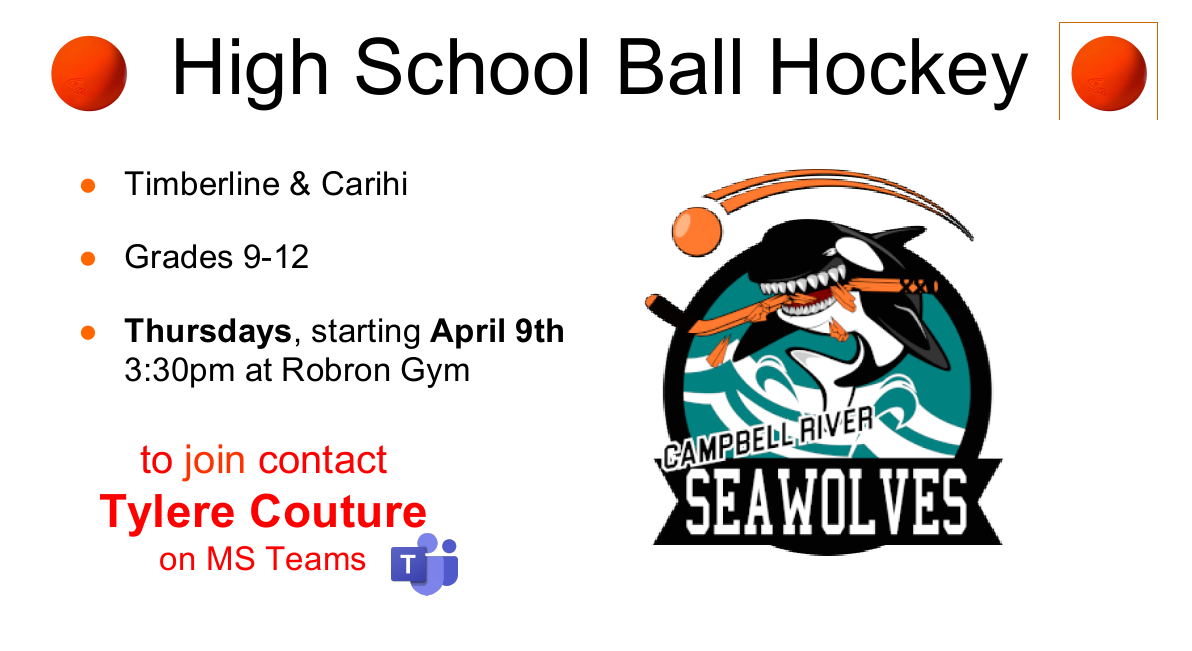 High School Ball Hockey
Timberline & Carihi
Grades 9-12
Thursdays, starting April 9th
3:30pm at Robron Gym
to join contact
Tylere Couture
on MS Teams
T
CAMPBELL RIVER
SEAWOLVES